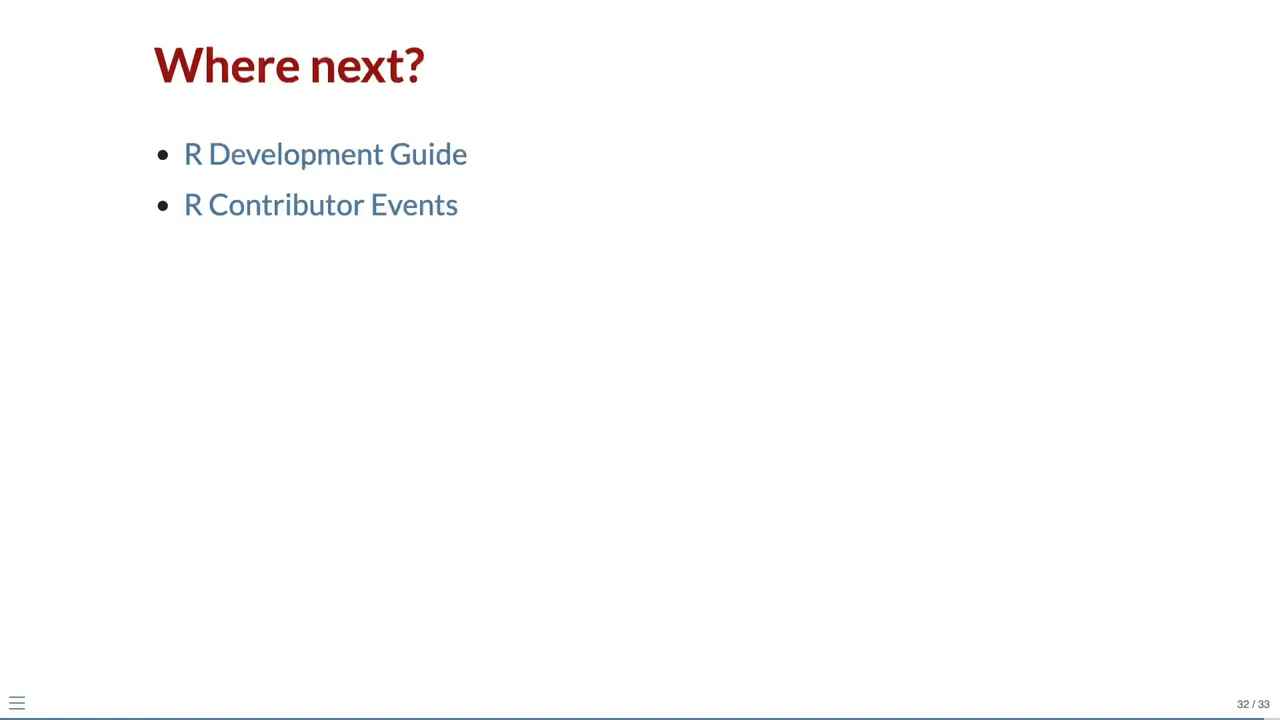 Where next?
• R Development Guide
• R Contributor Events
32 / 33